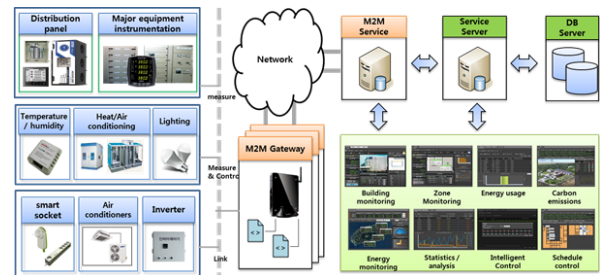 Distribution
panel
Major equipment
instrumentation
measure
Temperature
/ humidity
Heat/Air
conditioning
Lighting
Measure
& Contro
smart
socket
Air
conditioners
Inverter
Link
Network
M2M Gateway
< >
< >
M2M
Service
Service
Server
DB
Server
Building
monitoring
Zone
Monitoring
Energy usage
Carbon
emissions
Energy
monitoring
Statistics /
analysis
Intelligent
Control
Schedule
control